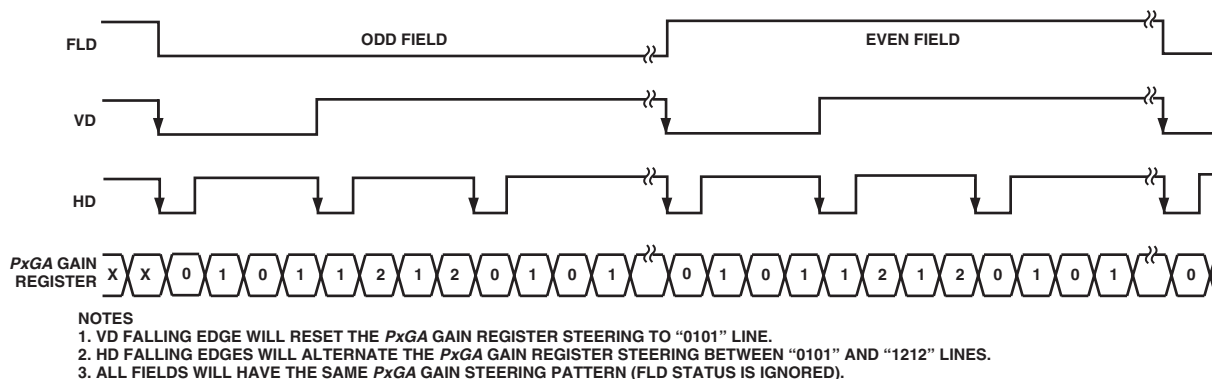 FLD
ODD FIELD
EVEN FIELD
VD
HD
PxGA GAIN
REGISTER
X X 0 1 0 1 1 2 1 2 0 1 0 1 0 1 0 1 1 2 1 2 0 1 0 1 0
NOTES
1. VD FALLING EDGE WILL RESET THE PxGA GAIN REGISTER STEERING TO “0101” LINE.
2. HD FALLING EDGES WILL ALTERNATE THE PxGA GAIN REGISTER STEERING BETWEEN “0101” AND “1212” LINES.
3. ALL FIELDS WILL HAVE THE SAME PxGA GAIN STEERING PATTERN (FLD STATUS IS IGNORED).